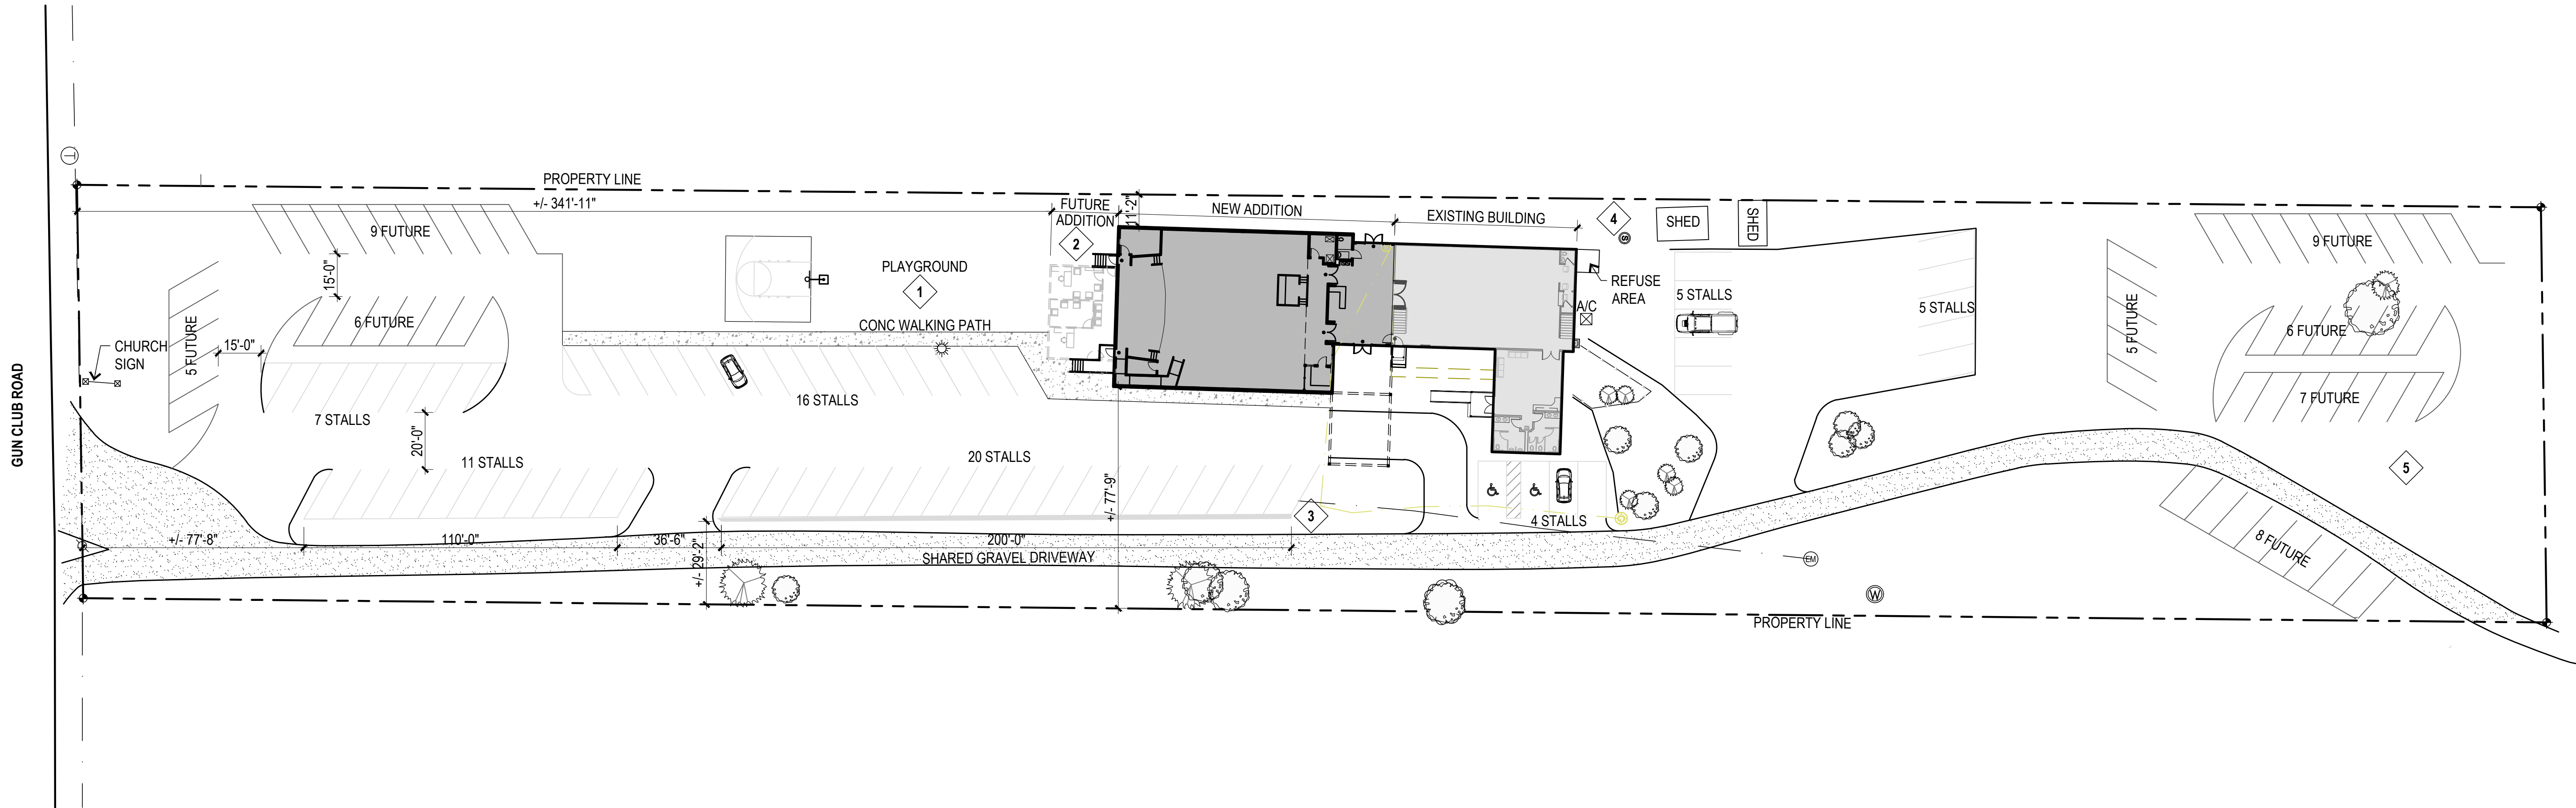 GUN CLUB ROAD
T
PROPERTY LINE
+/- 341'-11"
FUTURE
ADDITION
2
11'-2"
NEW ADDITION
EXISTING BUILDING
4
S
SHED
SHED
9 FUTURE
15'-0"
5 FUTURE
6 FUTURE
15'-0"
CHURCH
SIGN
PLAYGROUND
1
CONC WALKING PATH
REFUSE
AREA
A/C
5 STALLS
5 STALLS
9 FUTURE
5 FUTURE
6 FUTURE
7 FUTURE
7 STALLS
20'-0"
11 STALLS
16 STALLS
20 STALLS
+/- 77'-9"
3
4 STALLS
5
8 FUTURE
+/- 77'-8"
110'-0"
36'-6"
+/- 29'-2"
200'-0"
SHARED GRAVEL DRIVEWAY
EM
W
PROPERTY LINE